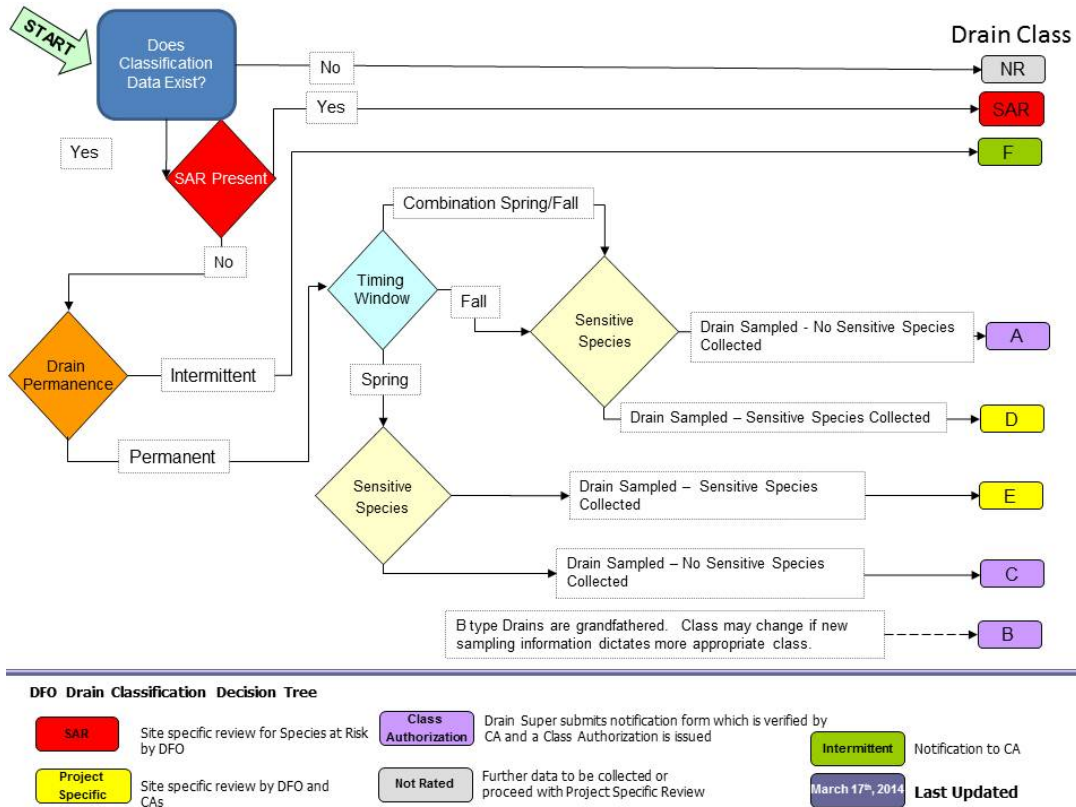 START
Does
Classification
Data Exist?
Drain Class
No
NR
Yes
SAR
Yes
SAR Present
F
Combination Spring/Fall
No
Timing
Window
Fall
Sensitive
Species
Drain Sampled - No Sensitive Species
Collected
A
Drain
Permanence
Intermittent
Spring
Drain Sampled – Sensitive Species Collected
D
Permanent
Sensitive
Species
Drain Sampled – Sensitive Species
Collected
E
Drain Sampled – No Sensitive Species
Collected
C
B type Drains are grandfathered. Class may change if new
sampling information dictates more appropriate class.
B
DFO Drain Classification Decision Tree
SAR
Site specific review for Species at Risk
by DFO
Class
Authorization
Drain Super submits notification form which is verified by
CA and a Class Authorization is issued
Intermittent
Notification to CA
Project
Specific
Site specific review by DFO and
CAs
Not Rated
Further data to be collected or
proceed with Project Specific Review
March 17th, 2014
Last Updated